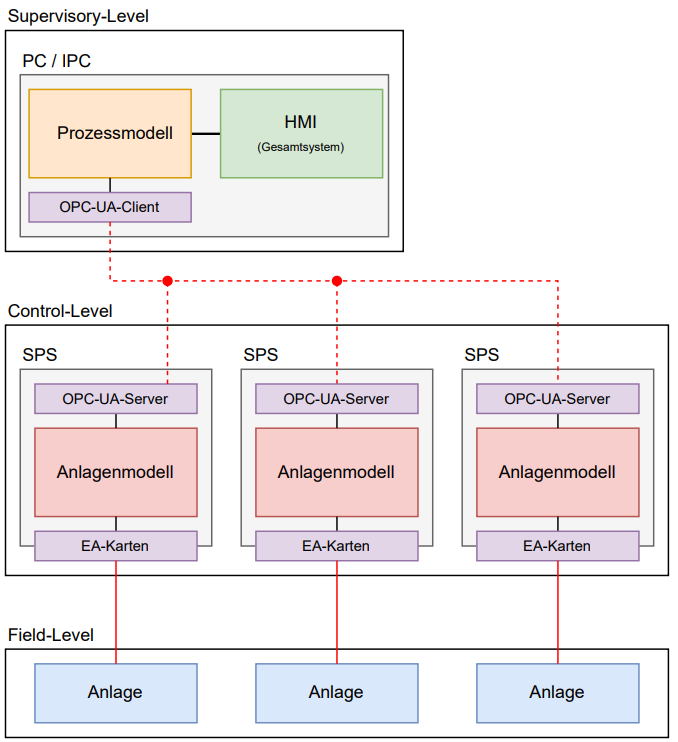 Supervisory-Level
PC / IPC
Prozessmodell
HMI
(Gesamtsystem)
OPC-UA-Client
Control-Level
SPS
SPS
SPS
OPC-UA-Server
OPC-UA-Server
OPC-UA-Server
Anlagenmodell
Anlagenmodell
Anlagenmodell
EA-Karten
EA-Karten
EA-Karten
Field-Level
Anlage
Anlage
Anlage